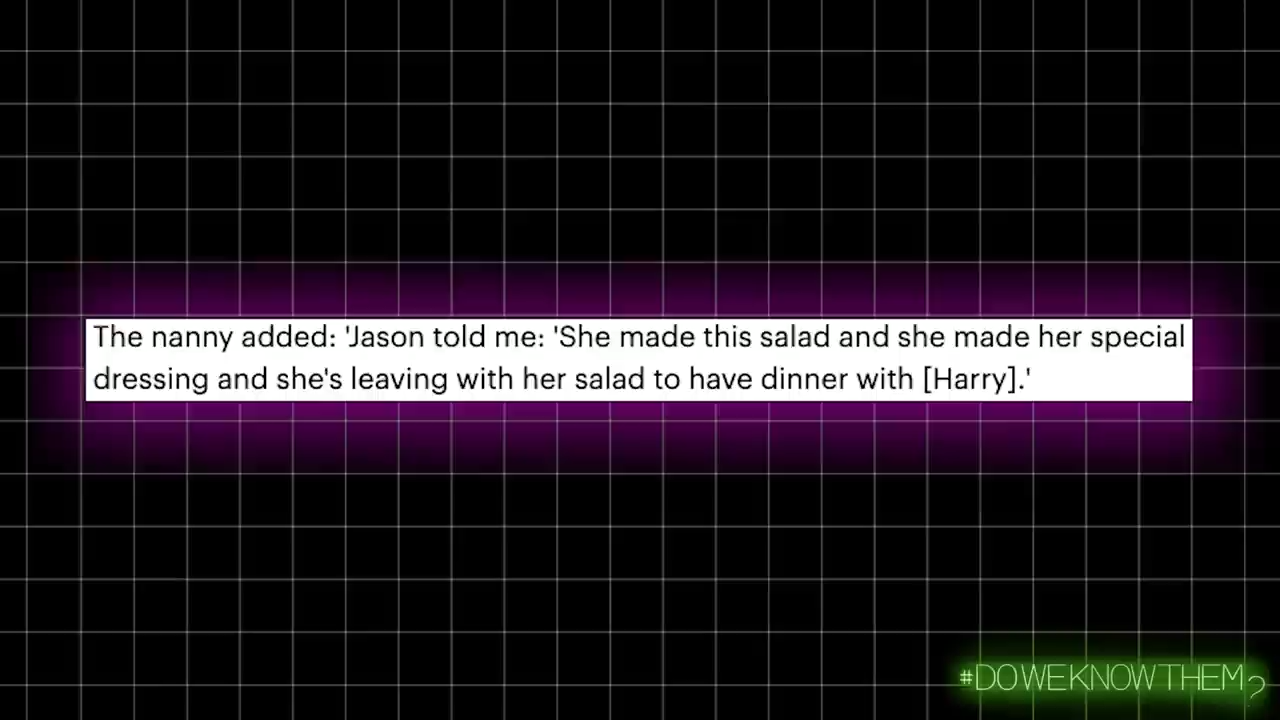 The nanny added: 'Jason told me: 'She made this salad and she made her special
dressing and she's leaving with her salad to have dinner with [Harry].'
#DOWEKNOWTHEM?